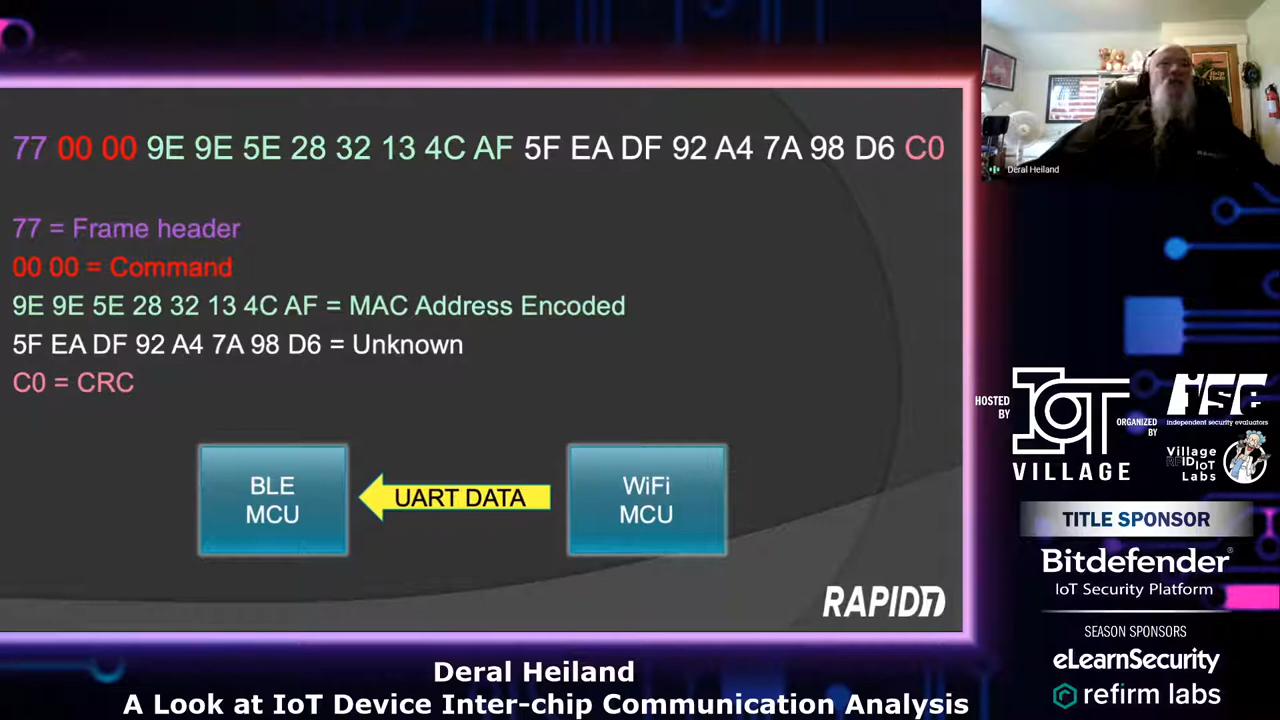 77 00 00 9E 9E 5E 28 32 13 4C AF 5F EA DF 92 A4 7A 98 D6 C0
77 = Frame header
00 00 = Command
9E 9E 5E 28 32 13 4C AF = MAC Address Encoded
5F EA DF 92 A4 7A 98 D6 = Unknown
C0 = CRC
BLE
MCU
UART DATA
WiFi
MCU
RAPID7
Deral Heiland
HOSTED
BY
IOT
VILLAGE
ORGANIZED
BY
ise
independent security evaluators
Village
IDIoT
Labs
TITLE SPONSOR
Bitdefender®
IoT Security Platform
SEASON SPONSORS
eLearnSecurity
refirm labs
Deral Heiland
A Look at IoT Device Inter-chip Communication Analysis